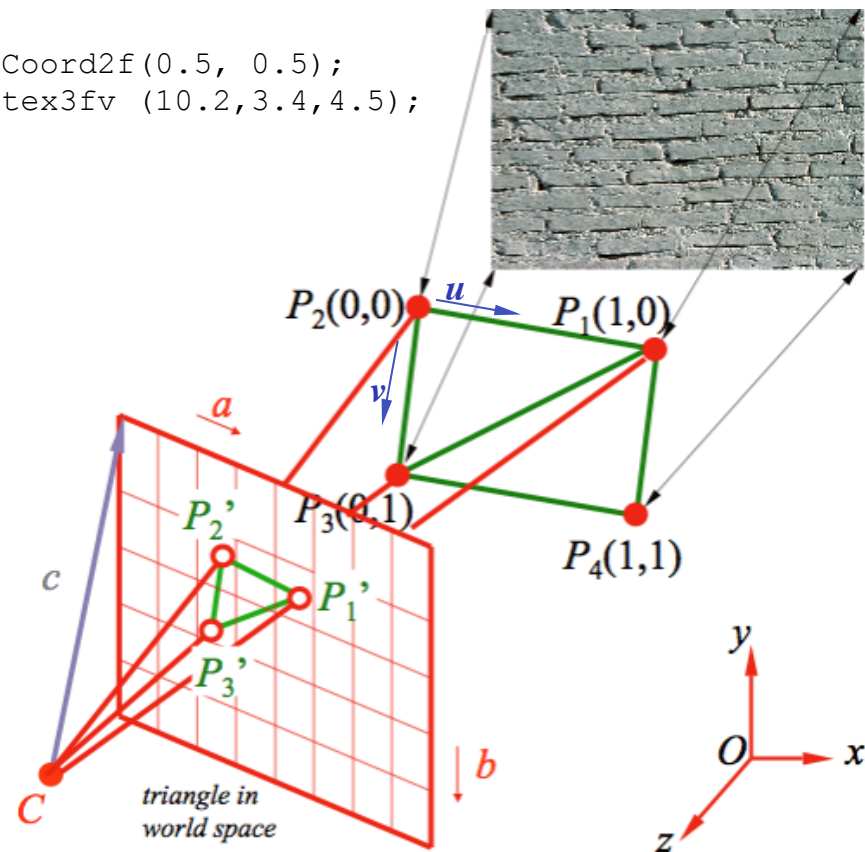 Coord2f(0.5, 0.5);
tex3fv (10.2,3.4,4.5);
P2(0,0)
u
P1(1,0)
v
a
P3(0,1)
P2’
P4(1,1)
c
P1’
P3’
y
b
O
x
C
triangle in
world space
z